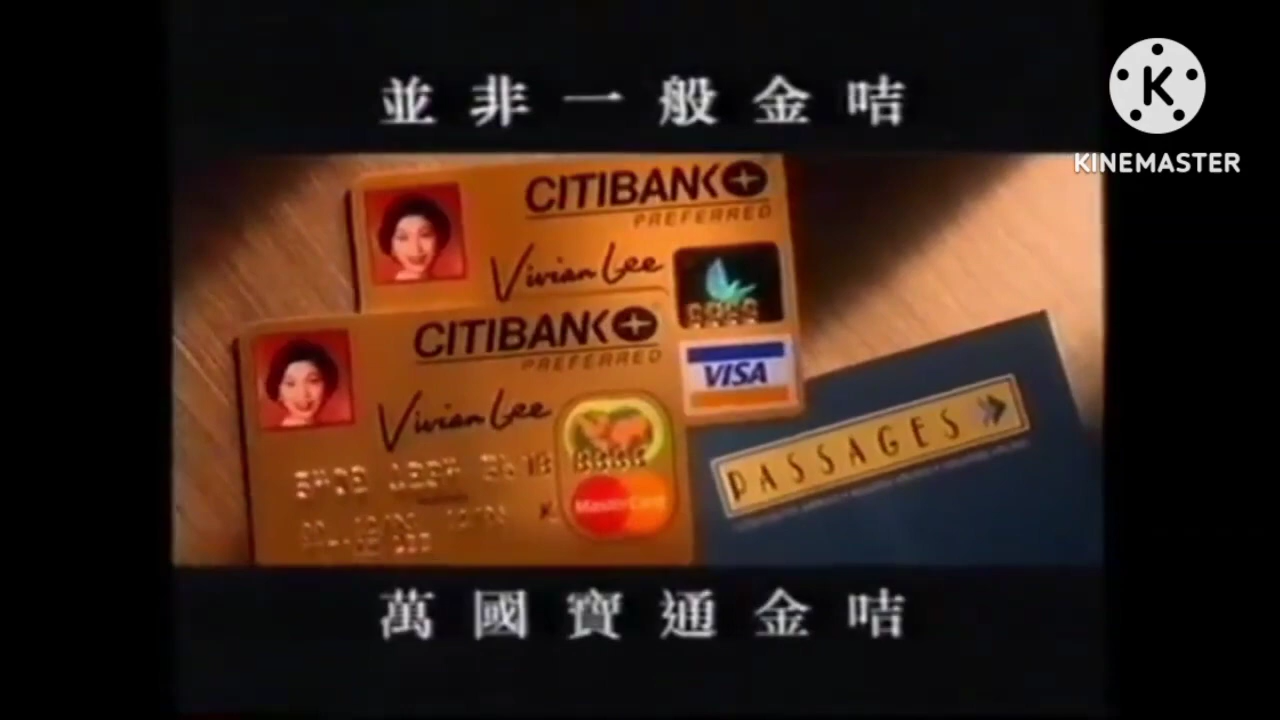 並非一般金咭
KINEMASTER
CITIBANK
PREFERRED
Vivian Lee
VISA
CITIBANK
PREFERRED
Vivian Lee
MasterCard
PASSAGES
萬國寶通金咭